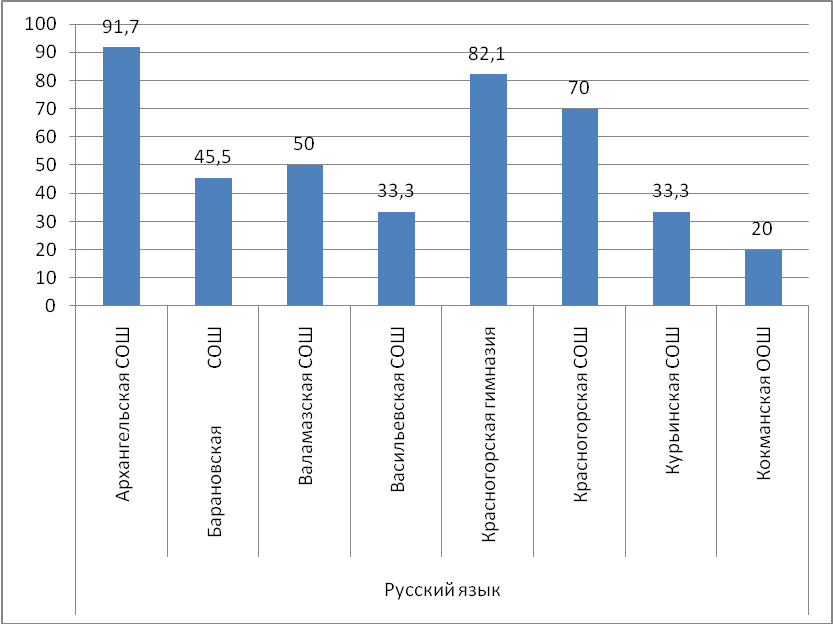 100
90
80
70
60
50
40
30
20
10
0
91,7
45,5
50
33,3
82,1
70
33,3
20
Архангельская СОШ
Барановская СОШ
Валамазская СОШ
Васильевская СОШ
Красногорская гимназия
Красногорская СОШ
Курьинская СОШ
Кокманская ООШ
Русский язык